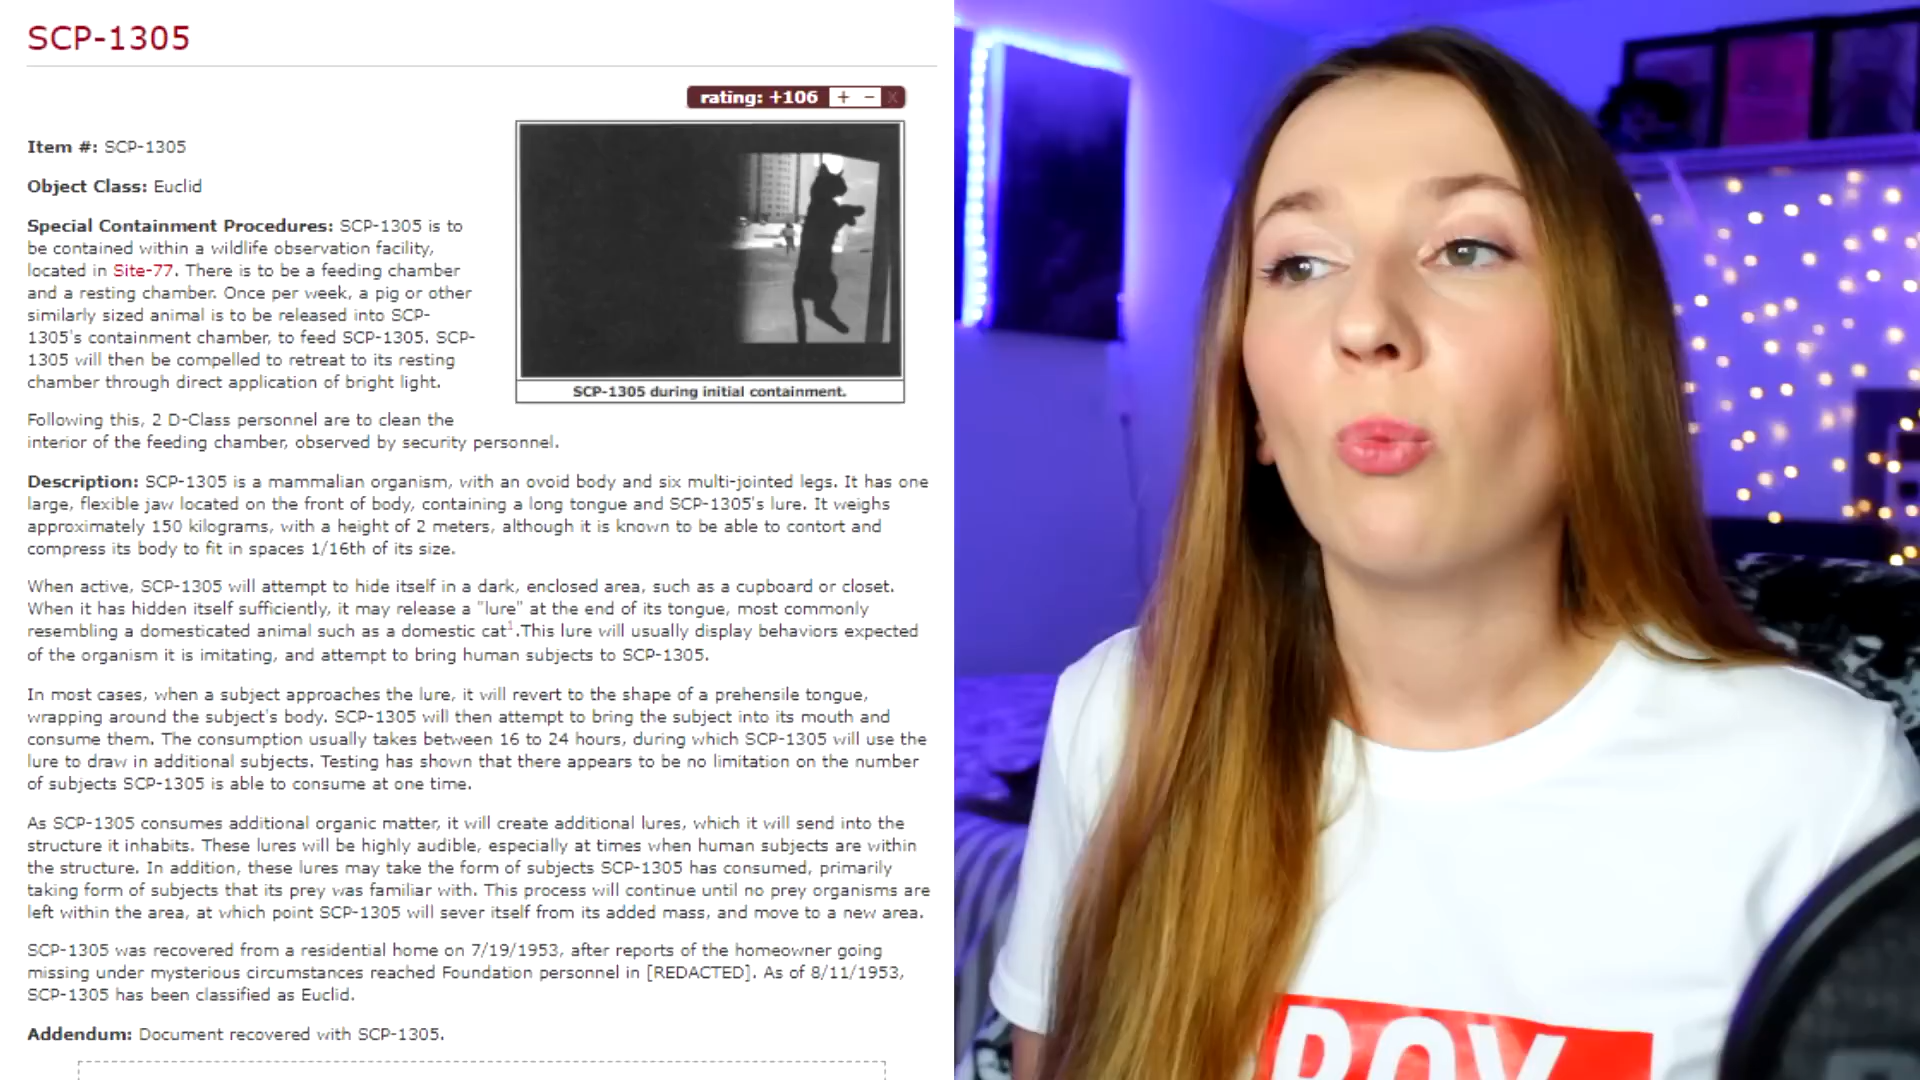 SCP-1305
rating: +106 + − X
Item #: SCP-1305
Object Class: Euclid
Special Containment Procedures: SCP-1305 is to
be contained within a wildlife observation facility,
located in Site-77. There is to be a feeding chamber
and a resting chamber. Once per week, a pig or other
similarly sized animal is to be released into SCP-
1305's containment chamber, to feed SCP-1305. SCP-
1305 will then be compelled to retreat to its resting
chamber through direct application of bright light.
SCP-1305 during initial containment.
Following this, 2 D-Class personnel are to clean the
interior of the feeding chamber, observed by security personnel.
Description: SCP-1305 is a mammalian organism, with an ovoid body and six multi-jointed legs. It has one
large, flexible jaw located on the front of body, containing a long tongue and SCP-1305's lure. It weighs
approximately 150 kilograms, with a height of 2 meters, although it is known to be able to contort and
compress its body to fit in spaces 1/16th of its size.
When active, SCP-1305 will attempt to hide itself in a dark, enclosed area, such as a cupboard or closet.
When it has hidden itself sufficiently, it may release a "lure" at the end of its tongue, most commonly
resembling a domesticated animal such as a domestic cat1.This lure will usually display behaviors expected
of the organism it is imitating, and attempt to bring human subjects to SCP-1305.
In most cases, when a subject approaches the lure, it will revert to the shape of a prehensile tongue,
wrapping around the subject's body. SCP-1305 will then attempt to bring the subject into its mouth and
consume them. The consumption usually takes between 16 to 24 hours, during which SCP-1305 will use the
lure to draw in additional subjects. Testing has shown that there appears to be no limitation on the number
of subjects SCP-1305 is able to consume at one time.
As SCP-1305 consumes additional organic matter, it will create additional lures, which it will send into the
structure it inhabits. These lures will be highly audible, especially at times when human subjects are within
the structure. In addition, these lures may take the form of subjects SCP-1305 has consumed, primarily
taking form of subjects that its prey was familiar with. This process will continue until no prey organisms are
left within the area, at which point SCP-1305 will sever itself from its added mass, and move to a new area.
SCP-1305 was recovered from a residential home on 7/19/1953, after reports of the homeowner going
missing under mysterious circumstances reached Foundation personnel in [REDACTED]. As of 8/11/1953,
SCP-1305 has been classified as Euclid.
Addendum: Document recovered with SCP-1305.
BOY